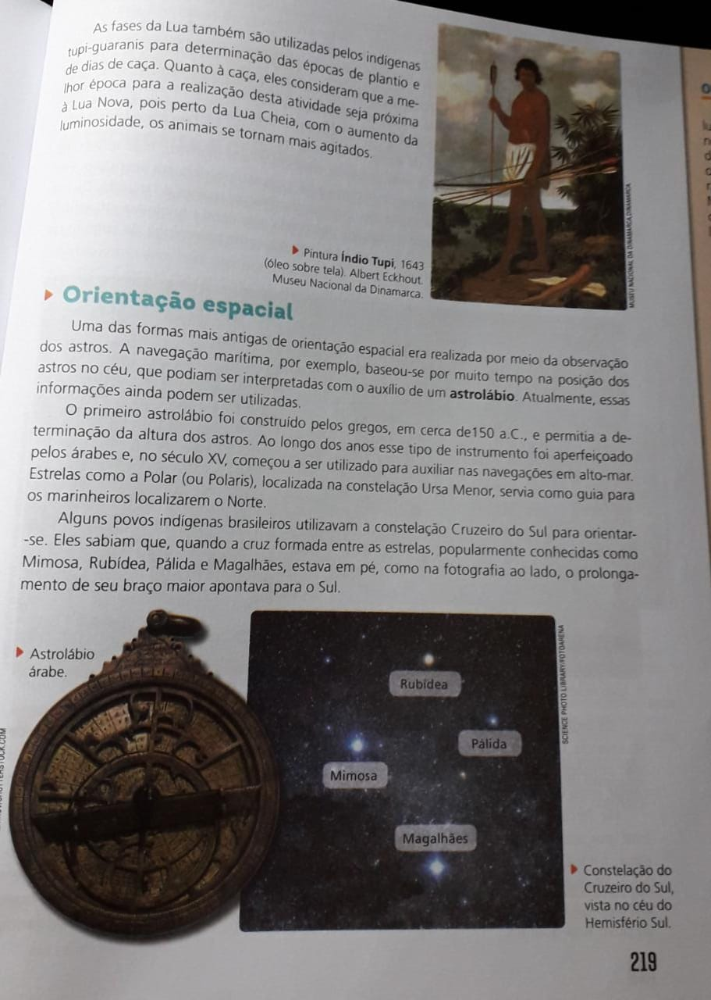 As fases da Lua também são utilizadas pelos indígenas
tupi-guaranis para determinação das épocas de plantio e
de dias de caça. Quanto à caça, eles consideram que a me-
lhor época para a realização desta atividade seja próxima
à Lua Nova, pois perto da Lua Cheia, com o aumento da
luminosidade, os animais se tornam mais agitados.
MUSEU NACIONAL DA DINAMARCA, DINAMARCA
Pintura Índio Tupi, 1643
(óleo sobre tela). Albert Eckhout.
Museu Nacional da Dinamarca.
Orientação espacial
Uma das formas mais antigas de orientação espacial era realizada por meio da observação
dos astros. A navegação marítima, por exemplo, baseou-se por muito tempo na posição dos
astros no céu, que podiam ser interpretadas com o auxílio de um astrolábio. Atualmente, essas
informações ainda podem ser utilizadas.
O primeiro astrolábio foi construído pelos gregos, em cerca de150 a.C., e permitia a de-
terminação da altura dos astros. Ao longo dos anos esse tipo de instrumento foi aperfeiçoado
pelos árabes e, no século XV, começou a ser utilizado para auxiliar nas navegações em alto-mar.
Estrelas como a Polar (ou Polaris), localizada na constelação Ursa Menor, servia como guia para
os marinheiros localizarem o Norte.
Alguns povos indígenas brasileiros utilizavam a constelação Cruzeiro do Sul para orientar-
-se. Eles sabiam que, quando a cruz formada entre as estrelas, popularmente conhecidas como
Mimosa, Rubídea, Pálida e Magalhães, estava em pé, como na fotografia ao lado, o prolonga-
mento de seu braço maior apontava para o Sul.
Astrolábio
árabe.
Rubídea
Pálida
Mimosa
Magalhães
SCIENCE PHOTO LIBRARY/FOTOARENA
Constelação do
Cruzeiro do Sul,
vista no céu do
Hemisfério Sul.
219